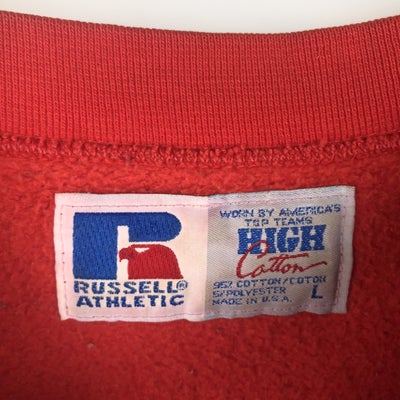 R
RUSSELL®
ATHLETIC
WORN BY AMERICA'S
TOP TEAMS
HIGH
Cotton
95% COTTON/COTON
5/POLYESTER
MADE IN U.S.A.
L